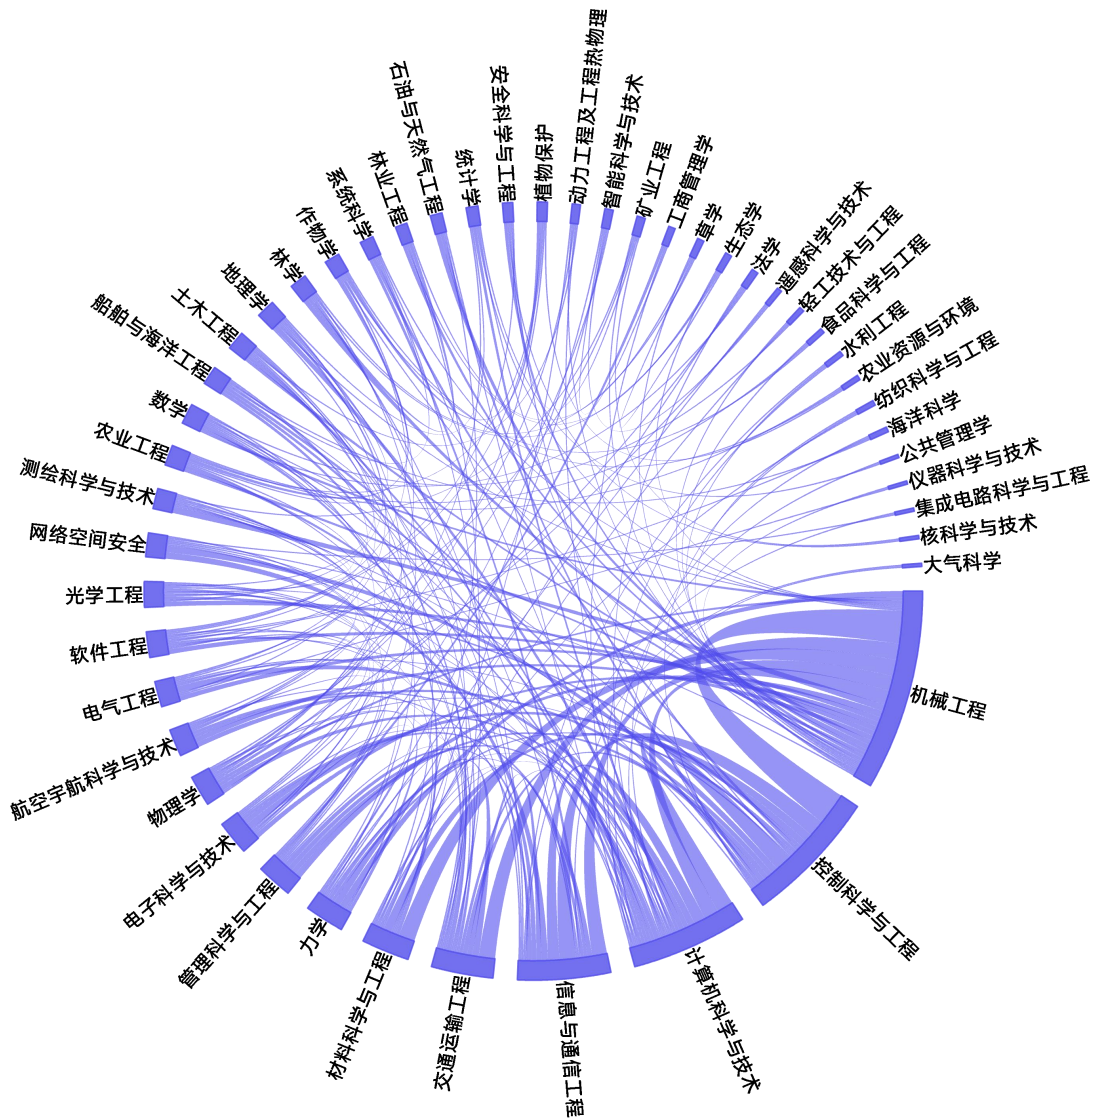 机械工程
控制科学与工程
计算机科学与技术
信息与通信工程
交通运输工程
材料科学与工程
力学
管理科学与工程
电子科学与技术
物理学
航空宇航科学与技术
电气工程
软件工程
光学工程
网络空间安全
测绘科学与技术
农业工程
数学
船舶与海洋工程
土木工程
地理学
林学
作物学
系统科学
林业工程
石油与天然气工程
统计学
安全科学与工程
植物保护
动力工程及工程热物理
智能科学与技术
矿业工程
工商管理学
草学
生态学
法学
遥感科学与技术
轻工技术与工程
食品科学与工程
水利工程
农业资源与环境
纺织科学与工程
海洋科学
公共管理学
仪器科学与技术
集成电路科学与工程
核科学与技术
大气科学